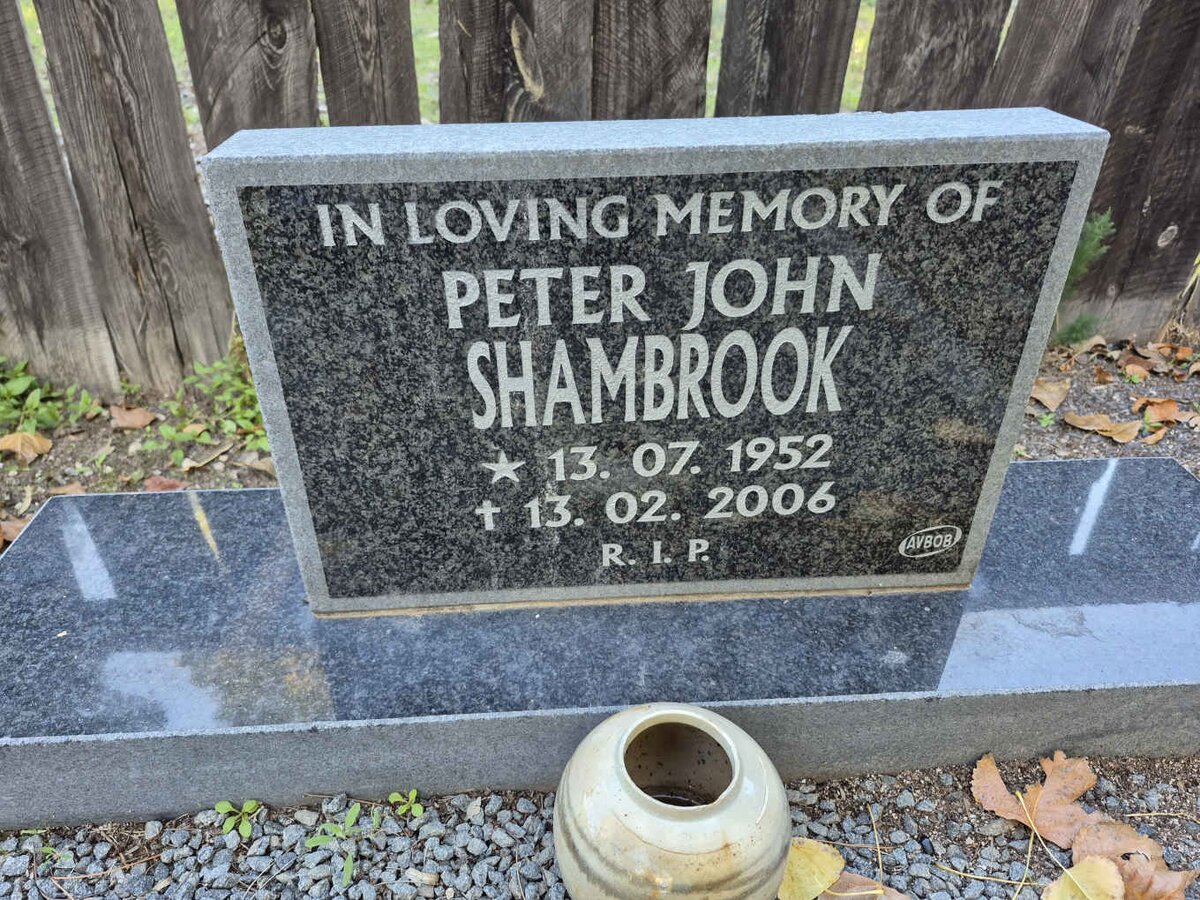 IN LOVING MEMORY OF
PETER JOHN
SHAMBROOK
★ 13. 07. 1952
✝ 13. 02. 2006
R. I. P.
AVBOB